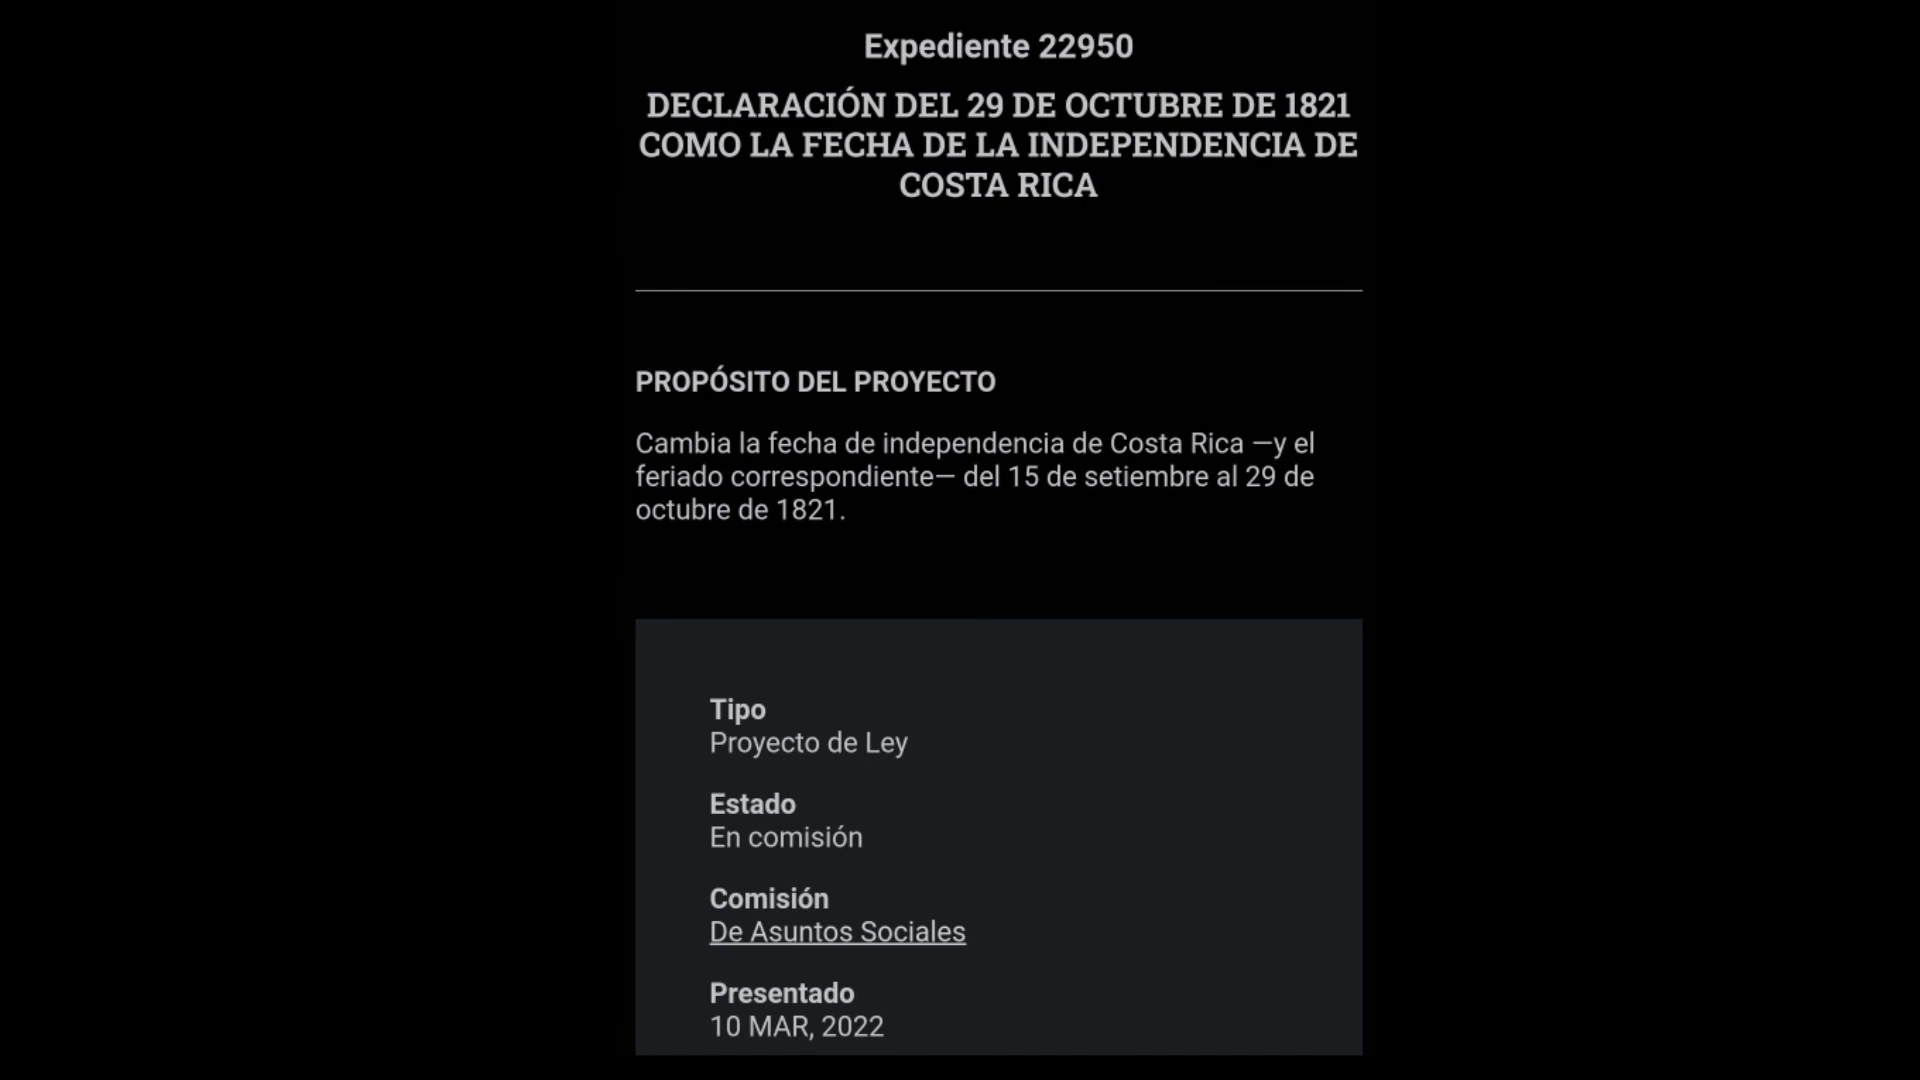 Expediente 22950
DECLARACIÓN DEL 29 DE OCTUBRE DE 1821
COMO LA FECHA DE LA INDEPENDENCIA DE
COSTA RICA
PROPÓSITO DEL PROYECTO
Cambia la fecha de independencia de Costa Rica —y el
feriado correspondiente— del 15 de setiembre al 29 de
octubre de 1821.
Tipo
Proyecto de Ley
Estado
En comisión
Comisión
De Asuntos Sociales
Presentado
10 MAR, 2022